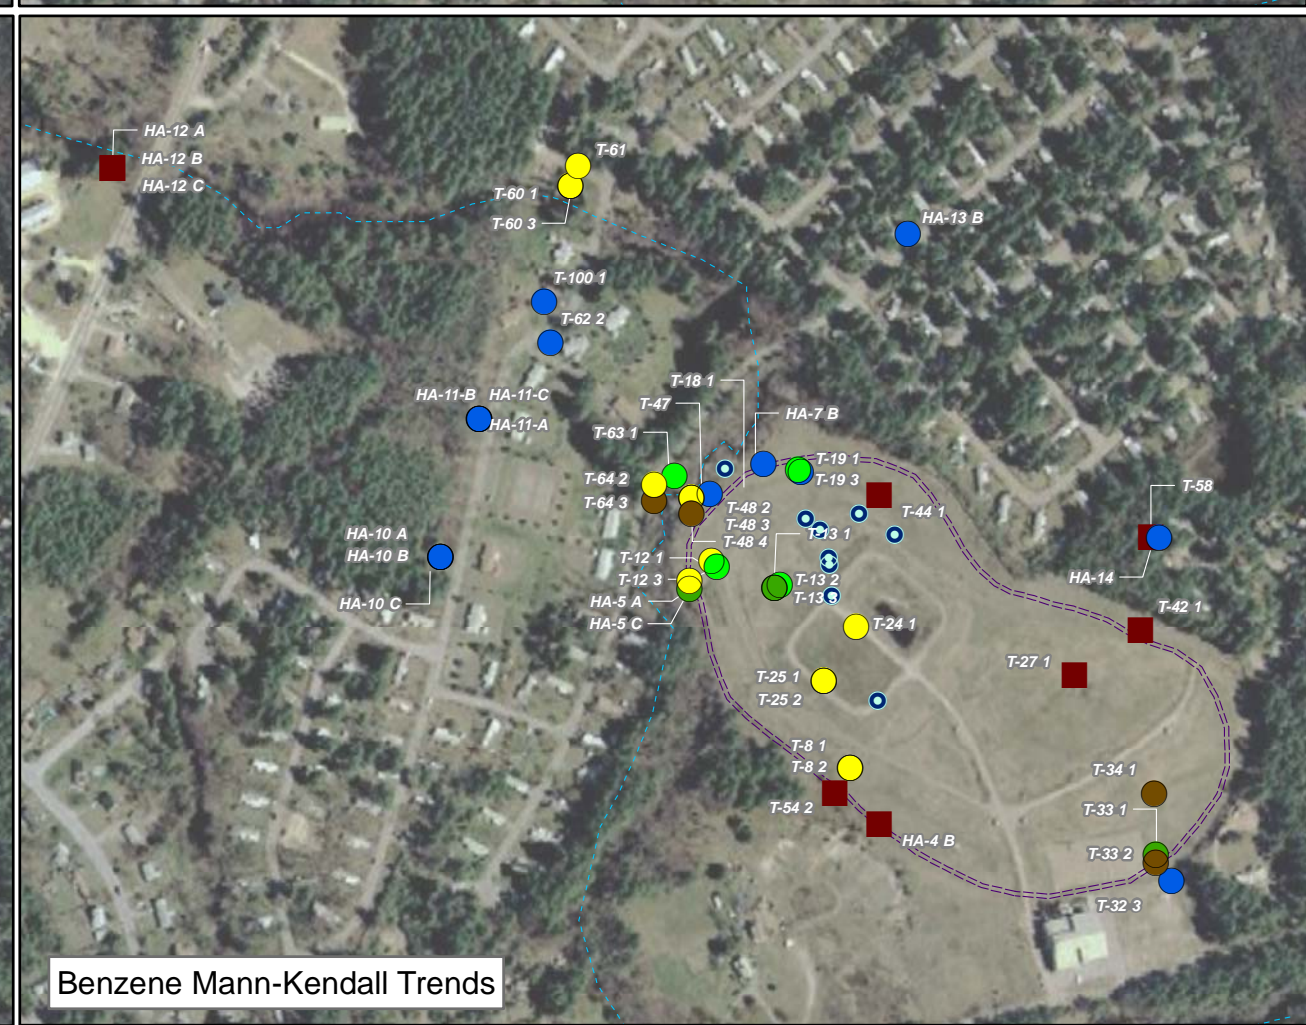 HA-12 A
HA-12 B
HA-12 C
T-61
T-60 1
T-60 3
HA-13 B
T-100 1
T-62 2
T-18 1
HA-11-B HA-11-C
HA-11-A
T-47
HA-7 B
T-63 1
T-19 1
T-64 2
T-19 3
T-58
T-64 3
T-48 2
T-44 1
T-48 3
HA-10 A
T-13 1
T-48 4
HA-10 B
T-12 1
T-12 3
T-13 2
HA-14
T-13 3
HA-10 C
HA-5 A
T-42 1
HA-5 C
T-24 1
T-27 1
T-25 1
T-25 2
T-8 1
T-8 2
T-34 1
T-54 2
T-33 1
HA-4 B
T-33 2
T-32 3
Benzene Mann-Kendall Trends